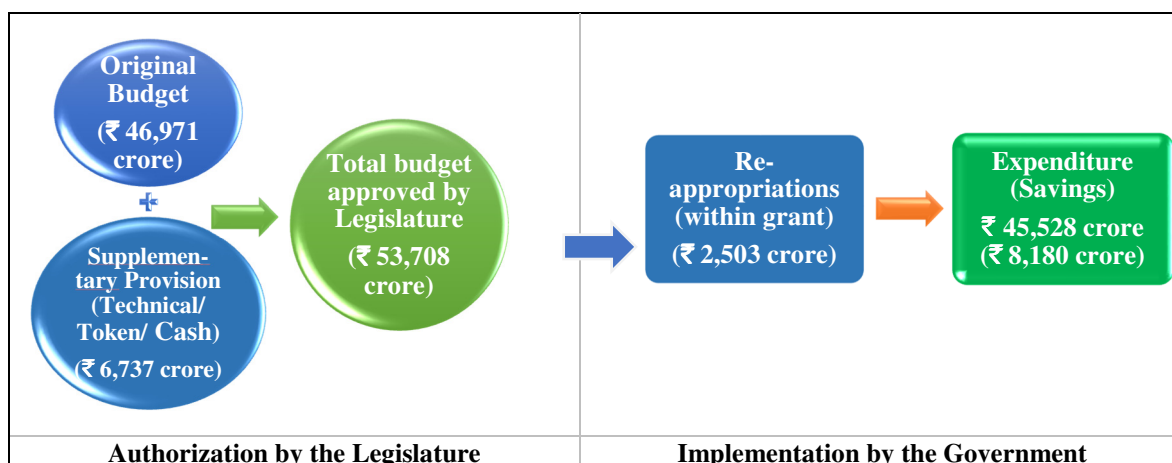 Original
Budget
(₹ 46,971
crore)
+
Supplemen-
tary Provision
(Technical/
Token/ Cash)
(₹ 6,737 crore)
Total budget
approved by
Legislature
(₹ 53,708
crore)
Re-
appropriations
(within grant)
(₹ 2,503 crore)
Expenditure
(Savings)
₹ 45,528 crore
(₹ 8,180 crore)
Authorization by the Legislature
Implementation by the Government